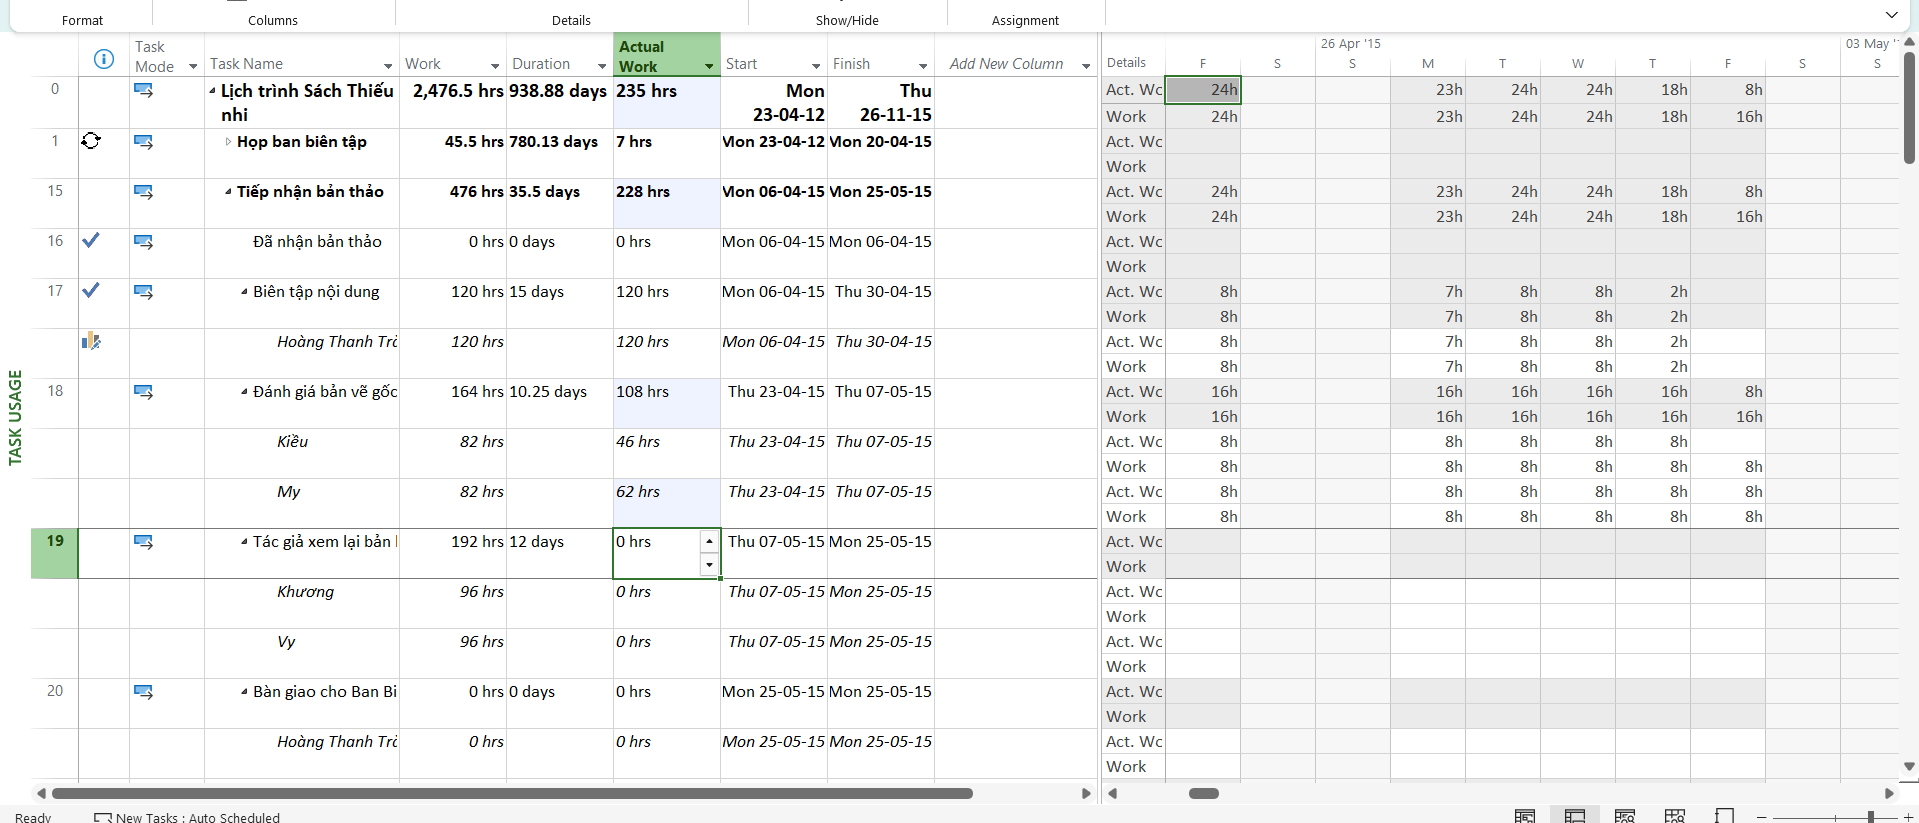 Format Columns Details Show/Hide Assignment
Task Mode Task Name Work Duration Actual Work Start Finish Add New Column
0 Lịch trình Sách Thiếu nhi 2,476.5 hrs 938.88 days 235 hrs Mon 23-04-12 Thu 26-11-15
1 Họp ban biên tập 45.5 hrs 780.13 days 7 hrs Mon 23-04-12 Mon 20-04-15
15 Tiếp nhận bản thảo 476 hrs 35.5 days 228 hrs Mon 06-04-15 Mon 25-05-15
16 Đã nhận bản thảo 0 hrs 0 days 0 hrs Mon 06-04-15 Mon 06-04-15
17 Biên tập nội dung 120 hrs 15 days 120 hrs Mon 06-04-15 Thu 30-04-15
Hoàng Thanh 120 hrs 120 hrs Mon 06-04-15 Thu 30-04-15
18 Đánh giá bản vẽ gốc 164 hrs 10.25 days 108 hrs Thu 23-04-15 Thu 07-05-15
Kiều 82 hrs 46 hrs Thu 23-04-15 Thu 07-05-15
My 82 hrs 62 hrs Thu 23-04-15 Thu 07-05-15
19 Tác giả xem lại bản 192 hrs 12 days 0 hrs Thu 07-05-15 Mon 25-05-15
Khương 96 hrs 0 hrs Thu 07-05-15 Mon 25-05-15
Vy 96 hrs 0 hrs Thu 07-05-15 Mon 25-05-15
20 Bàn giao cho Ban Bi 0 hrs 0 days 0 hrs Mon 25-05-15 Mon 25-05-15
Hoàng Thanh 0 hrs 0 hrs Mon 25-05-15 Mon 25-05-15
TASK USAGE
26 Apr '15 03 May '
Details F S S M T W T F S S
Act. Wc 24h 23h 24h 24h 18h 8h
Work 24h 23h 24h 24h 18h 16h
Act. Wc
Work
Act. Wc 24h 23h 24h 24h 18h 8h
Work 24h 23h 24h 24h 18h 16h
Act. Wc
Work
Act. Wc 8h 7h 8h 8h 2h
Work 8h 7h 8h 8h 2h
Act. Wc 8h 7h 8h 8h 2h
Work 8h 7h 8h 8h 2h
Act. Wc 16h 16h 16h 16h 16h 8h
Work 16h 16h 16h 16h 16h 16h
Act. Wc 8h 8h 8h 8h 8h
Work 8h 8h 8h 8h 8h 8h
Act. Wc 8h 8h 8h 8h 8h 8h
Work 8h 8h 8h 8h 8h 8h
Act. Wc
Work
Act. Wc
Work
Act. Wc
Work
Act. Wc
Work
Act. Wc
Work
Ready New Tasks : Auto Scheduled